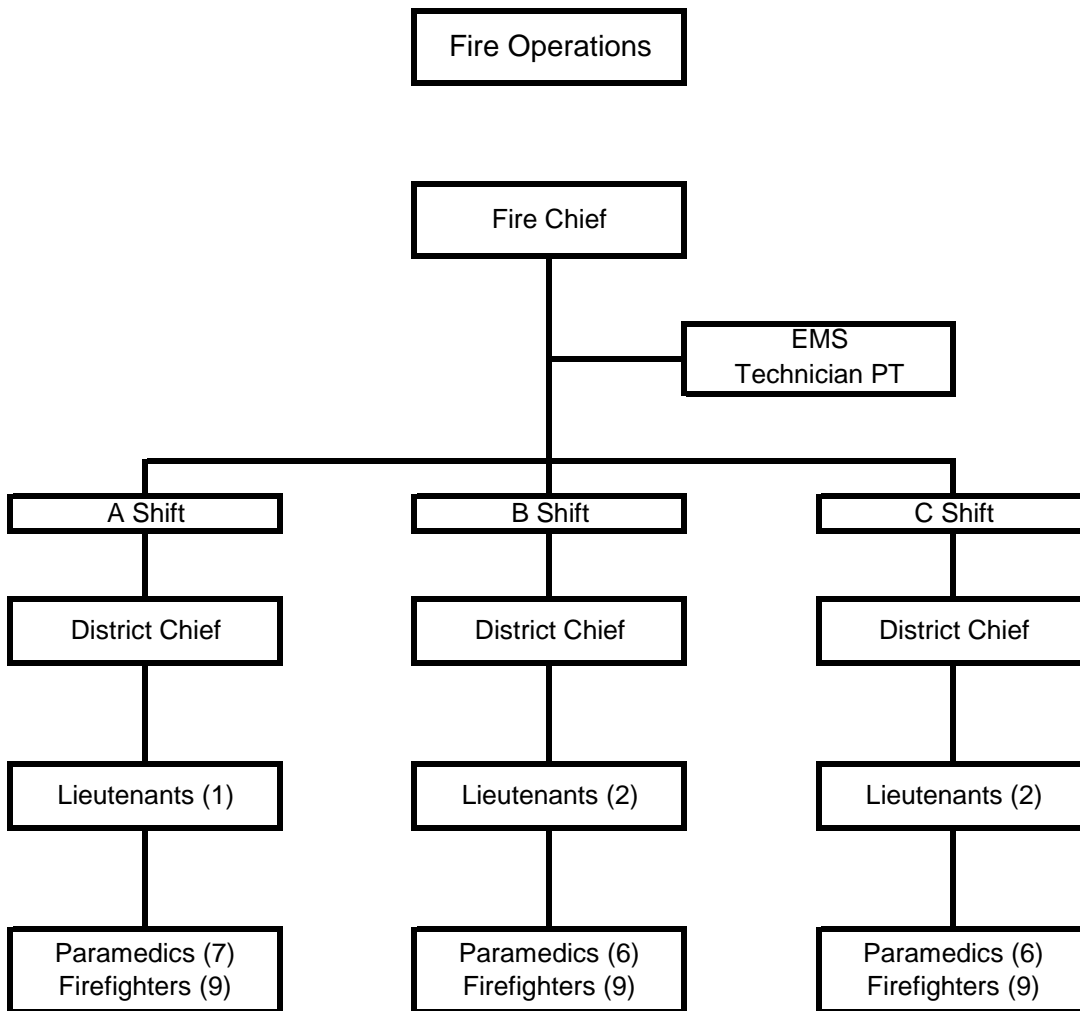 Fire Operations
Fire Chief
EMS
Technician PT
A Shift
B Shift
C Shift
District Chief
District Chief
District Chief
Lieutenants (1)
Lieutenants (2)
Lieutenants (2)
Paramedics (7)
Firefighters (9)
Paramedics (6)
Firefighters (9)
Paramedics (6)
Firefighters (9)